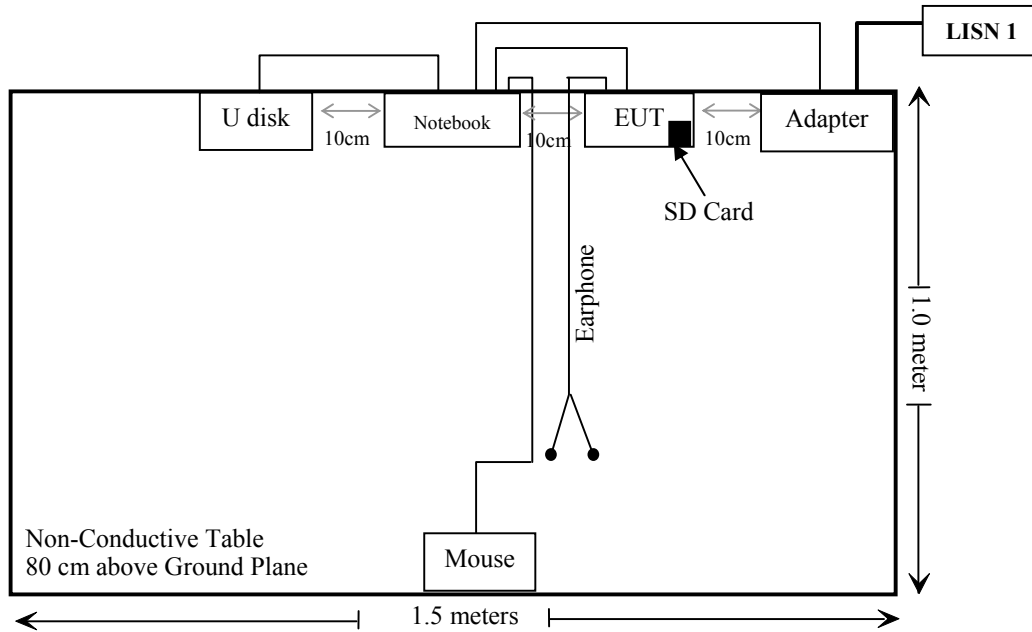 LISN 1
U disk
Notebook
EUT
Adapter
10cm
10cm
10cm
SD Card
Earphone
1.0 meter
Non-Conductive Table
80 cm above Ground Plane
Mouse
1.5 meters